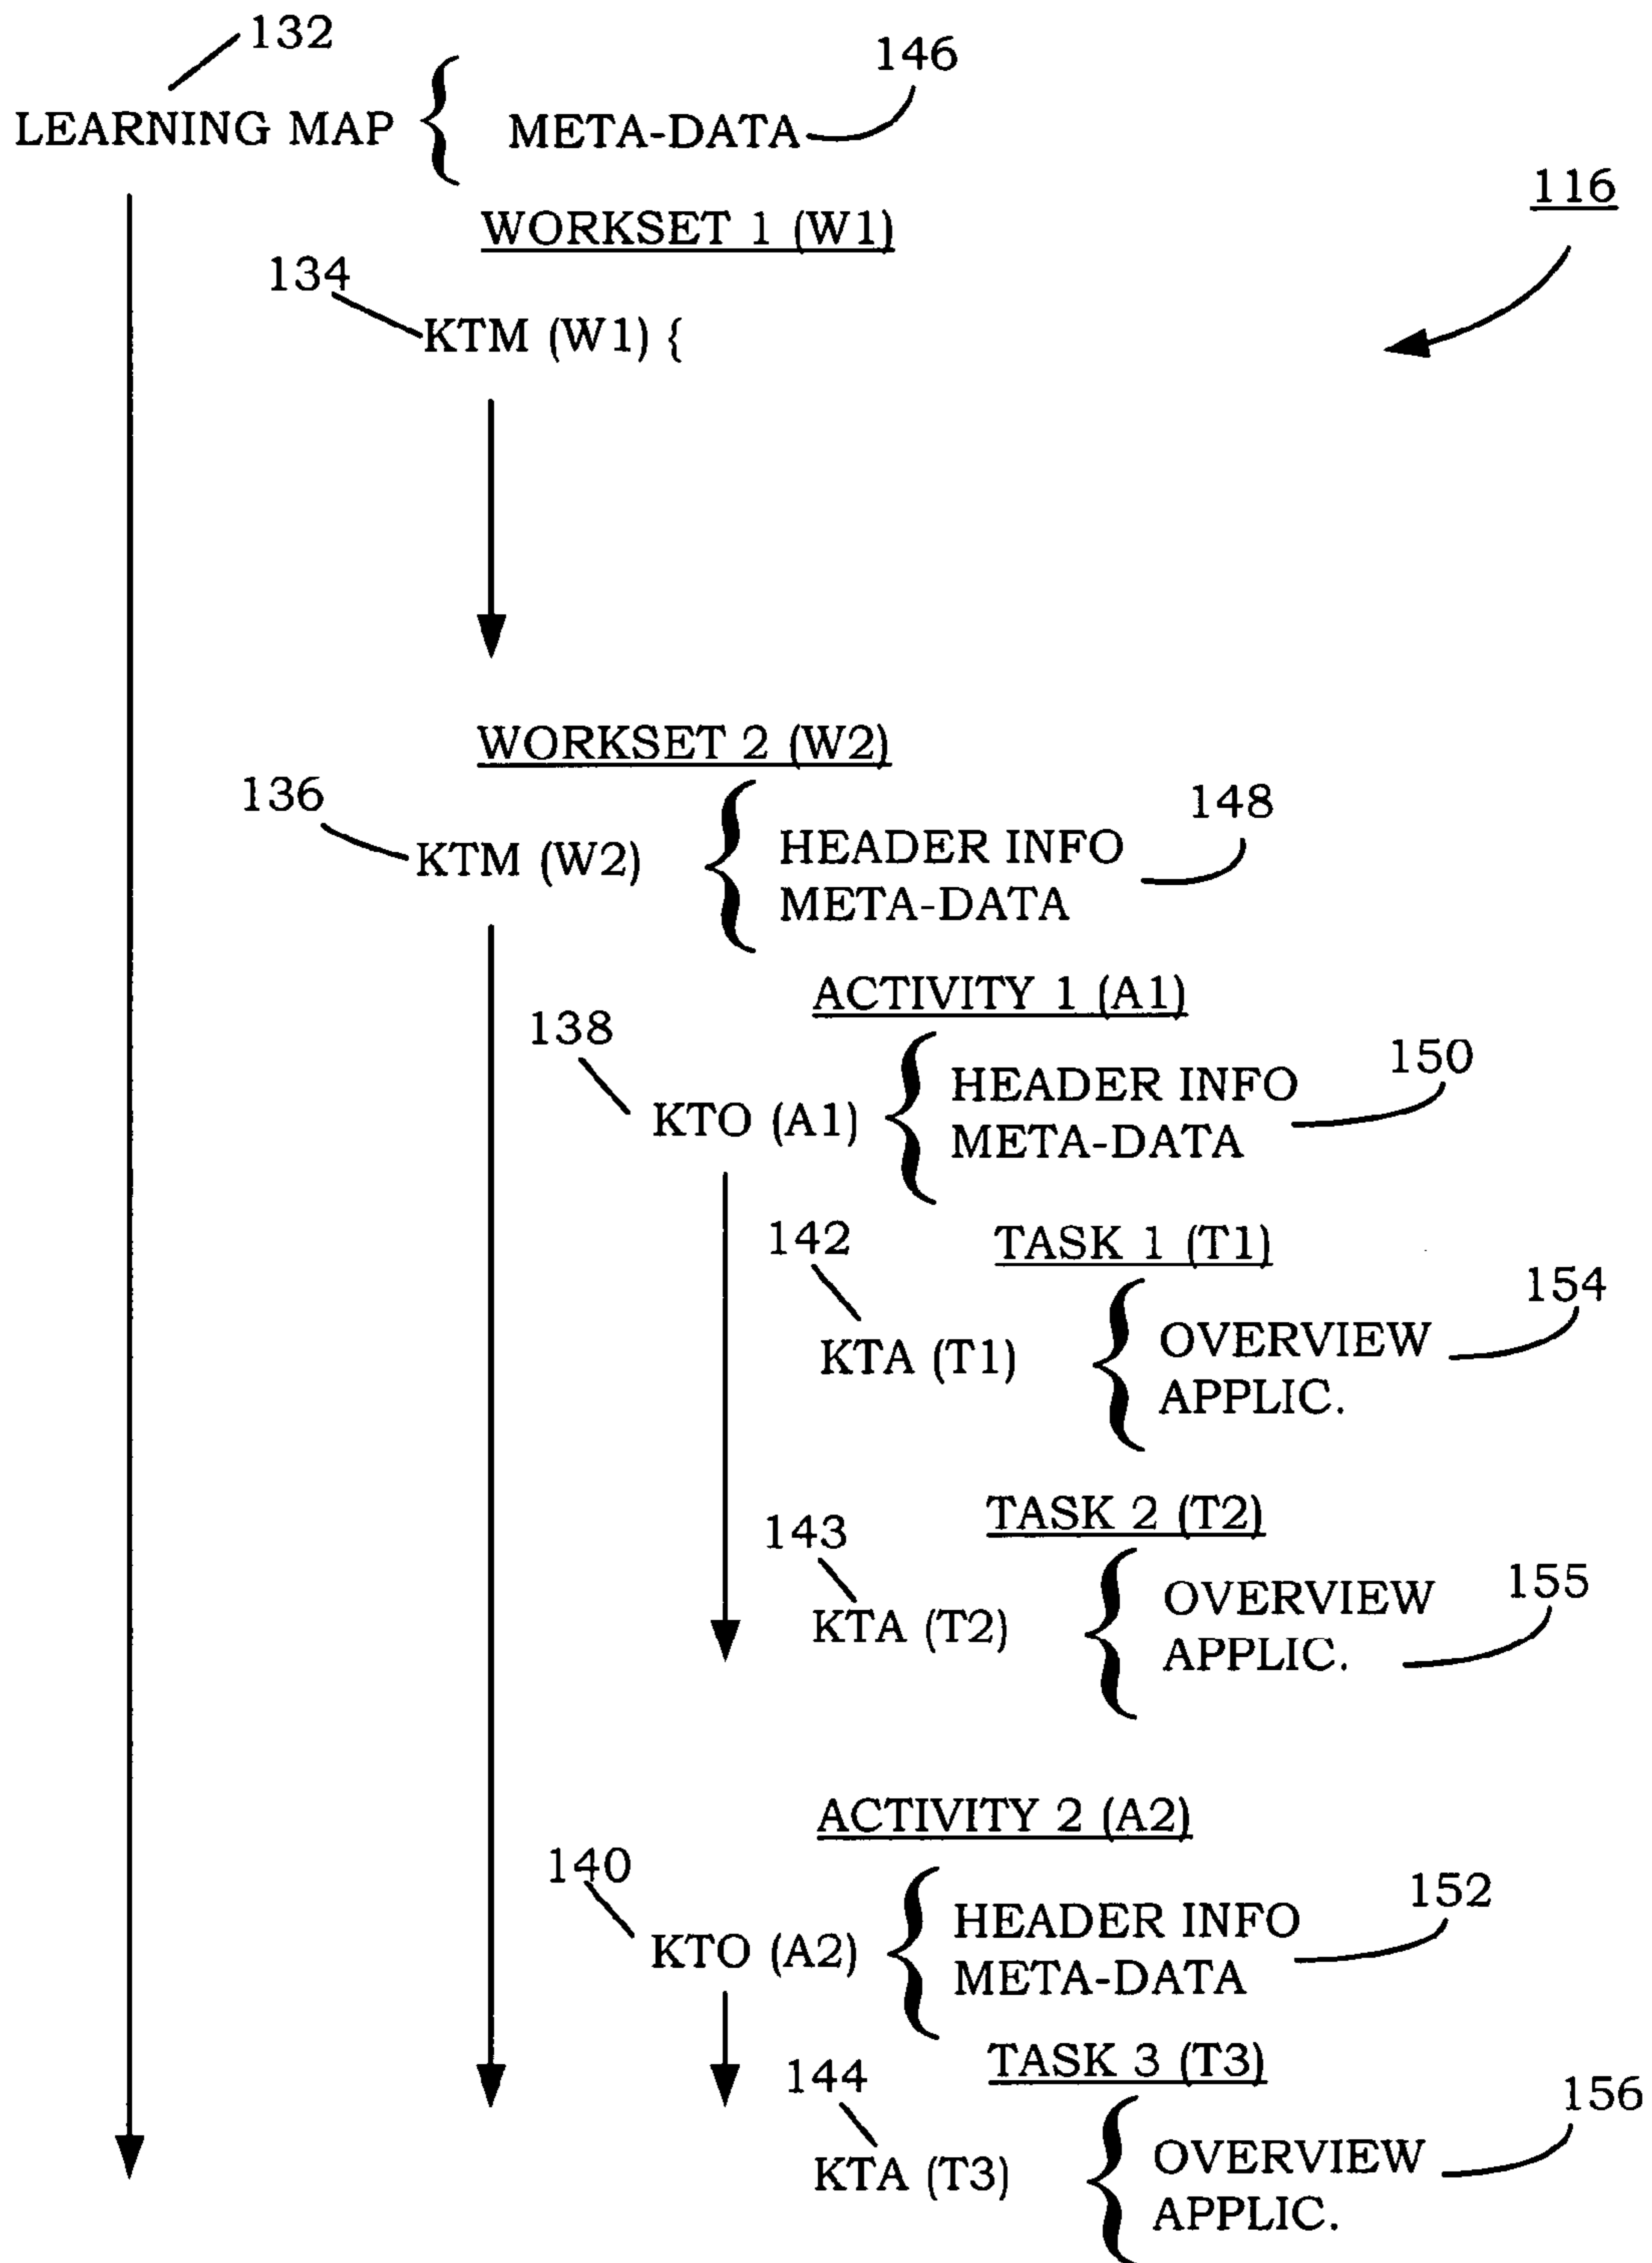 132
146
LEARNING MAP { META-DATA
116
WORKSET 1 (W1)
134
KTM (W1) {
WORKSET 2 (W2)
136
148
KTM (W2) { HEADER INFO
META-DATA
ACTIVITY 1 (A1)
138
150
KTO (A1) { HEADER INFO
META-DATA
142
TASK 1 (T1)
154
KTA (T1) { OVERVIEW
APPLIC.
TASK 2 (T2)
143
155
KTA (T2) { OVERVIEW
APPLIC.
ACTIVITY 2 (A2)
140
152
KTO (A2) { HEADER INFO
META-DATA
144
TASK 3 (T3)
156
KTA (T3) { OVERVIEW
APPLIC.